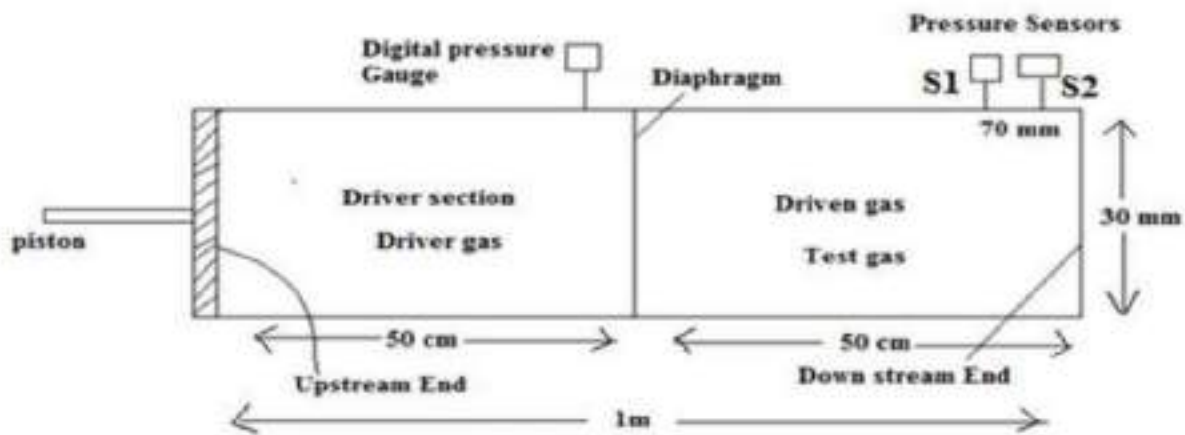 Pressure Sensors
Digital pressure
Gauge
Diaphragm
S1
S2
70 mm
Driver section
Driver gas
Driven gas
Test gas
30 mm
piston
50 cm
50 cm
Upstream End
Down stream End
1m